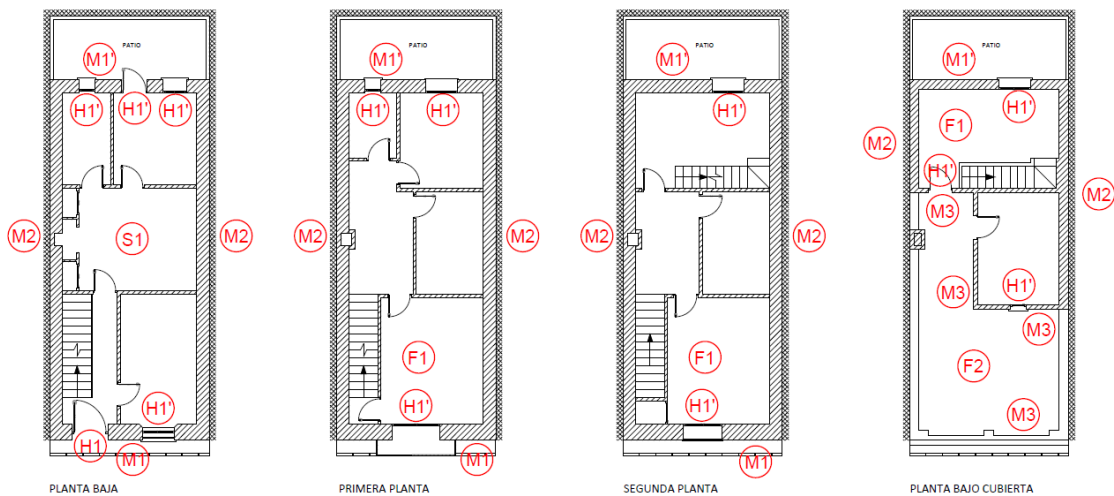 PATIO
M1'
H1'
H1'
H1'
M2
S1
M2
H1'
H1
M1
PLANTA BAJA
PATIO
M1'
H1'
H1'
M2
M2
F1
H1'
M1
PRIMERA PLANTA
PATIO
M1'
H1'
M2
M2
F1
H1'
M1
SEGUNDA PLANTA
PATIO
M1'
H1'
F1
M2
H1'
M2
M3
H1'
M3
M3
F2
M3
PLANTA BAJO CUBIERTA